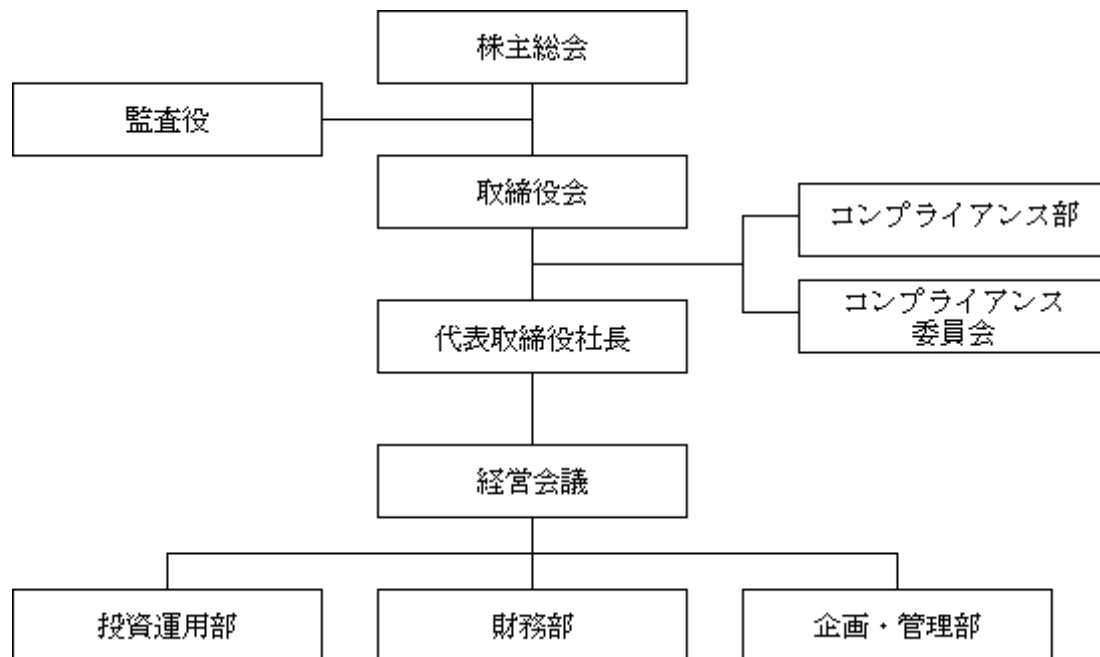 株主総会
監査役
取締役会
コンプライアンス部
コンプライアンス
委員会
代表取締役社長
経営会議
投資運用部
財務部
企画・管理部